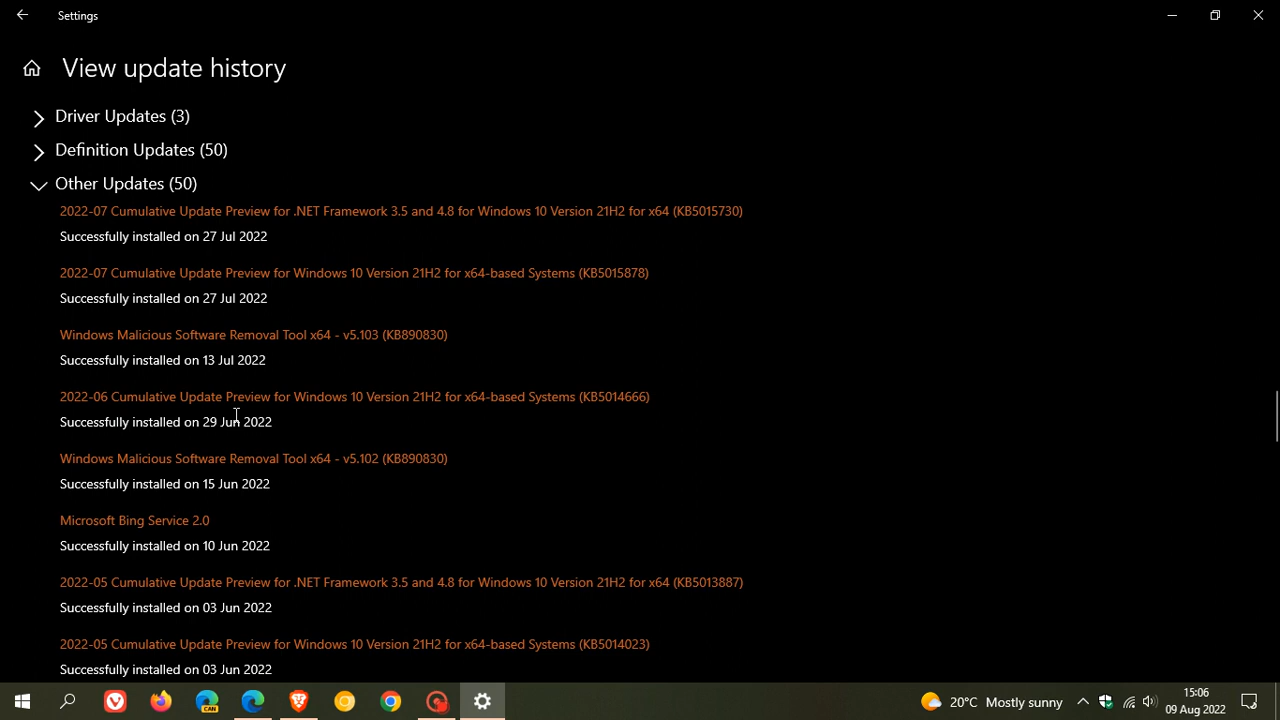 Settings
View update history
Driver Updates (3)
Definition Updates (50)
Other Updates (50)
2022-07 Cumulative Update Preview for .NET Framework 3.5 and 4.8 for Windows 10 Version 21H2 for x64 (KB5015730)
Successfully installed on 27 Jul 2022
2022-07 Cumulative Update Preview for Windows 10 Version 21H2 for x64-based Systems (KB5015878)
Successfully installed on 27 Jul 2022
Windows Malicious Software Removal Tool x64 - v5.103 (KB890830)
Successfully installed on 13 Jul 2022
2022-06 Cumulative Update Preview for Windows 10 Version 21H2 for x64-based Systems (KB5014666)
Successfully installed on 29 Jun 2022
Windows Malicious Software Removal Tool x64 - v5.102 (KB890830)
Successfully installed on 15 Jun 2022
Microsoft Bing Service 2.0
Successfully installed on 10 Jun 2022
2022-05 Cumulative Update Preview for .NET Framework 3.5 and 4.8 for Windows 10 Version 21H2 for x64 (KB5013887)
Successfully installed on 03 Jun 2022
2022-05 Cumulative Update Preview for Windows 10 Version 21H2 for x64-based Systems (KB5014023)
Successfully installed on 03 Jun 2022
CAN
20°C Mostly sunny
15:06
09 Aug 2022